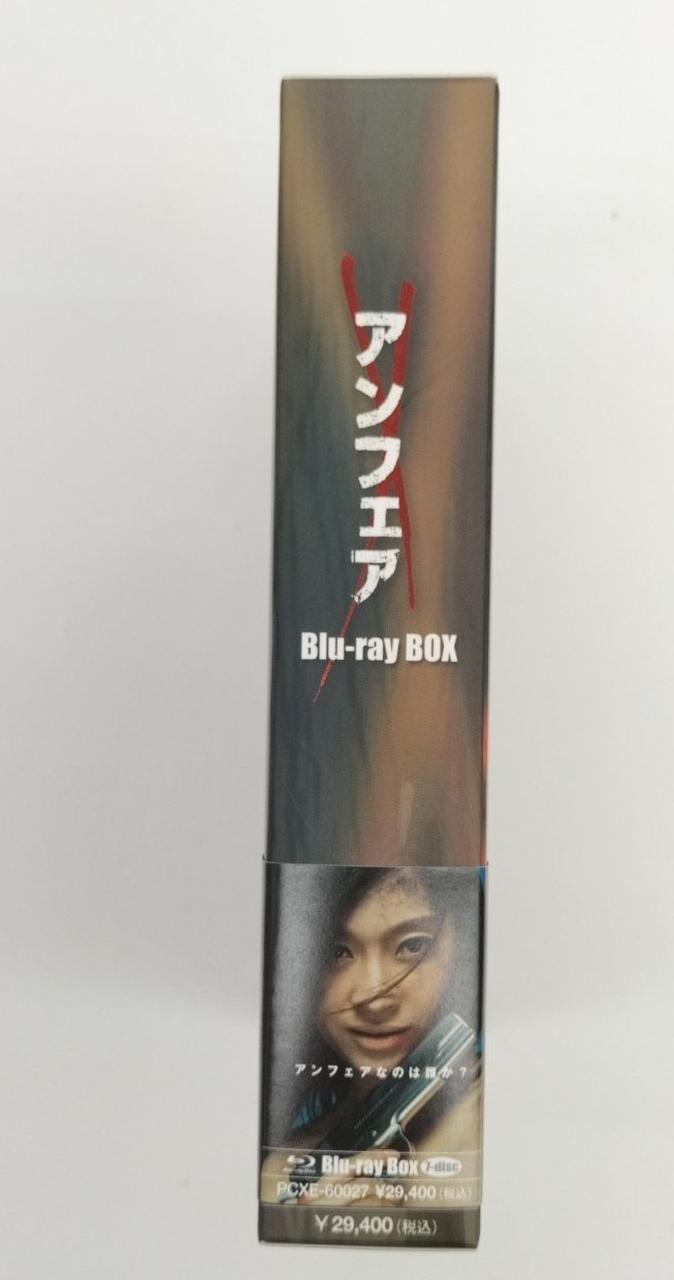 アンフェア
Blu-ray BOX
アンフェアなのは誰か？
Blu-ray Box 7-disc
PCXE-60027 ¥29,400(税込)
¥29,400(税込)